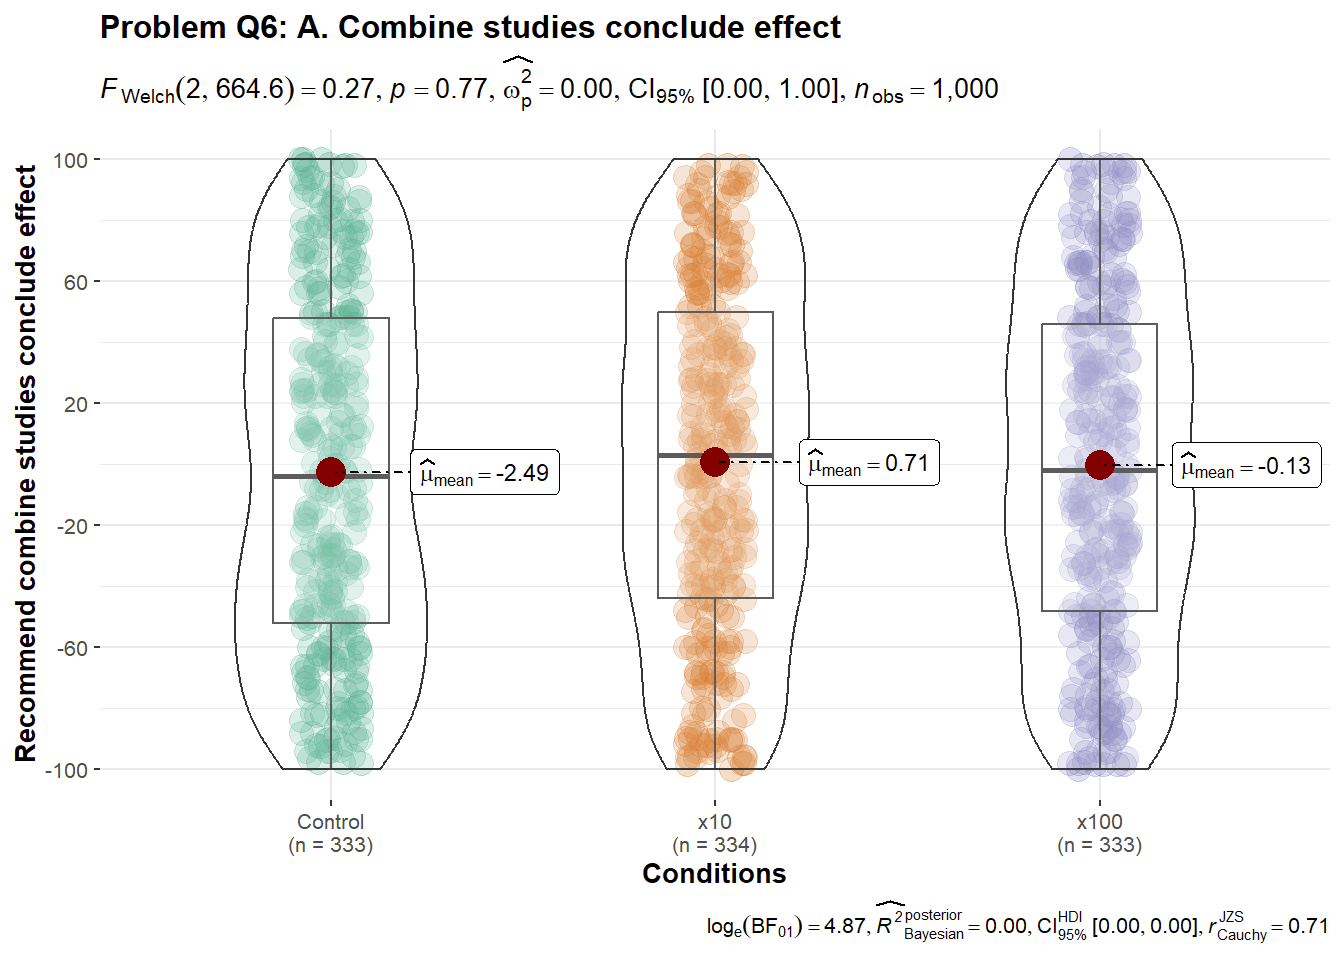 Problem Q6: A. Combine studies conclude effect
F Welch(2, 664.6) = 0.27, p = 0.77, ω̂²p = 0.00, CI95% [0.00, 1.00], nobs = 1,000
Recommend combine studies conclude effect
100
60
20
-20
-60
-100
μ̂mean = -2.49
μ̂mean = 0.71
μ̂mean = -0.13
Control
(n = 333)
x10
(n = 334)
x100
(n = 333)
Conditions
loge(BF01) = 4.87, R̂² posterior Bayesian = 0.00, CI HDI 95% [0.00, 0.00], r JZS Cauchy = 0.71